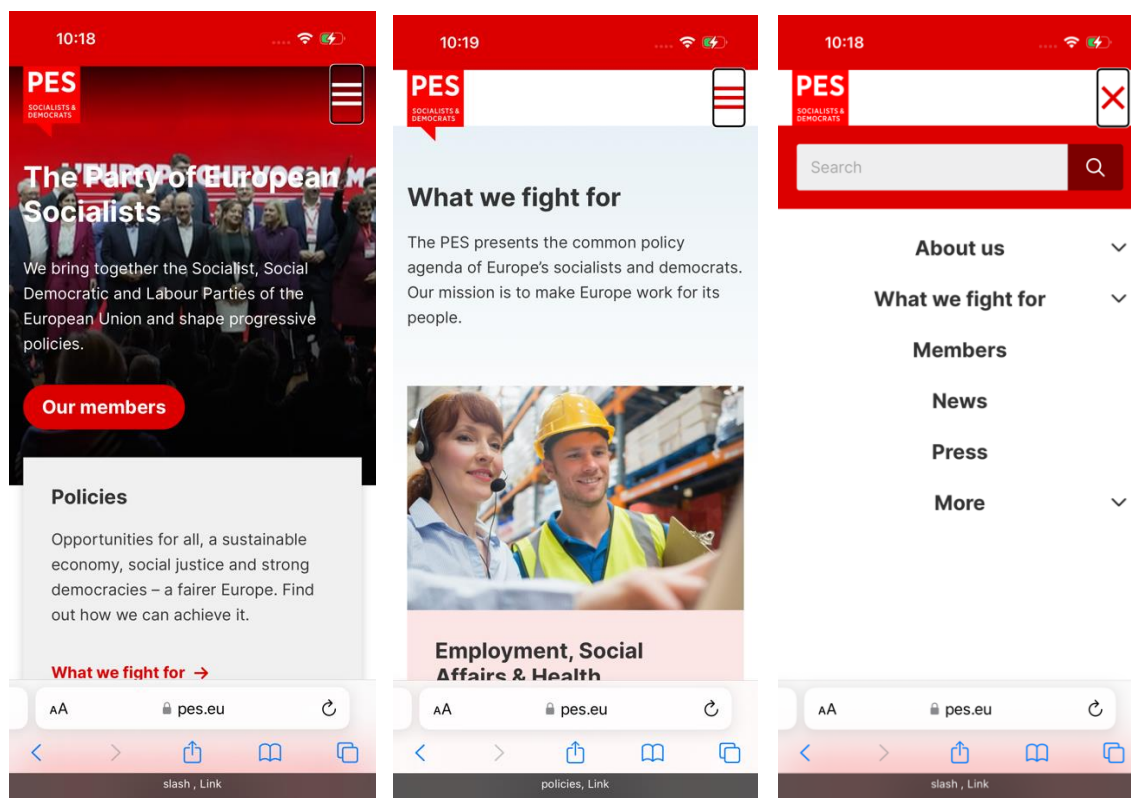 10:18
PES
SOCIALISTS &
DEMOCRATS
The Party of European
Socialists
We bring together the Socialist, Social
Democratic and Labour Parties of the
European Union and shape progressive
policies.
Our members
Policies
Opportunities for all, a sustainable
economy, social justice and strong
democracies – a fairer Europe. Find
out how we can achieve it.
What we fight for →
AA
pes.eu
slash , Link
10:19
PES
SOCIALISTS &
DEMOCRATS
What we fight for
The PES presents the common policy
agenda of Europe’s socialists and democrats.
Our mission is to make Europe work for its
people.
Employment, Social
Affairs & Health
AA
pes.eu
policies, Link
10:18
PES
SOCIALISTS &
DEMOCRATS
Search
About us
What we fight for
Members
News
Press
More
AA
pes.eu
slash , Link